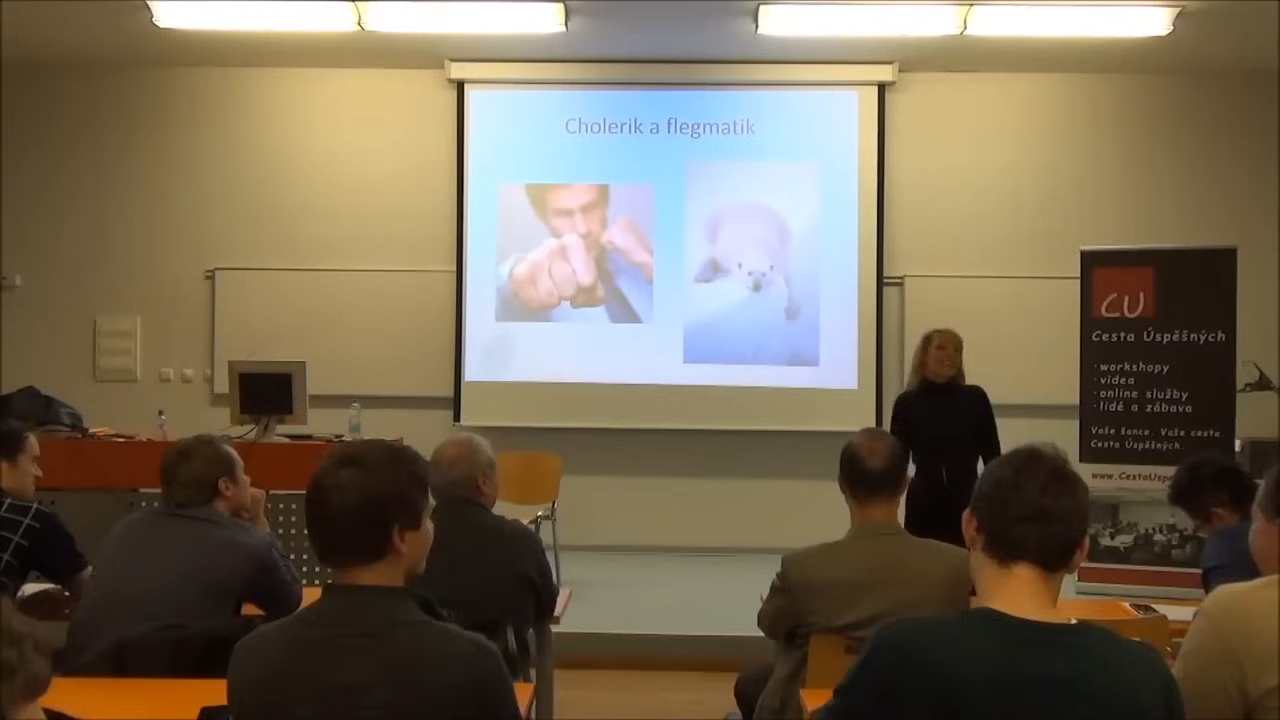 Cholerik a flegmatik
CU
Cesta Úspěšných
· workshopy
· videa
· online služby
· lidé a zábava
Vaše šance. Vaše cesta.
Cesta Úspěšných